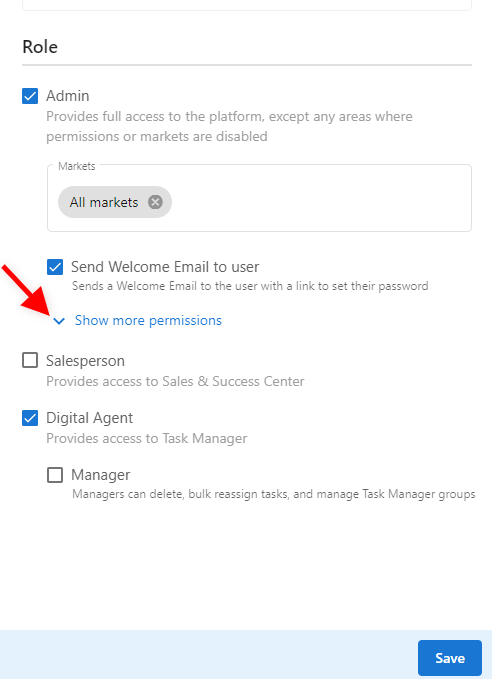 Role
Admin
Provides full access to the platform, except any areas where
permissions or markets are disabled
Markets
All markets
Send Welcome Email to user
Sends a Welcome Email to the user with a link to set their password
Show more permissions
Salesperson
Provides access to Sales & Success Center
Digital Agent
Provides access to Task Manager
Manager
Managers can delete, bulk reassign tasks, and manage Task Manager groups
Save